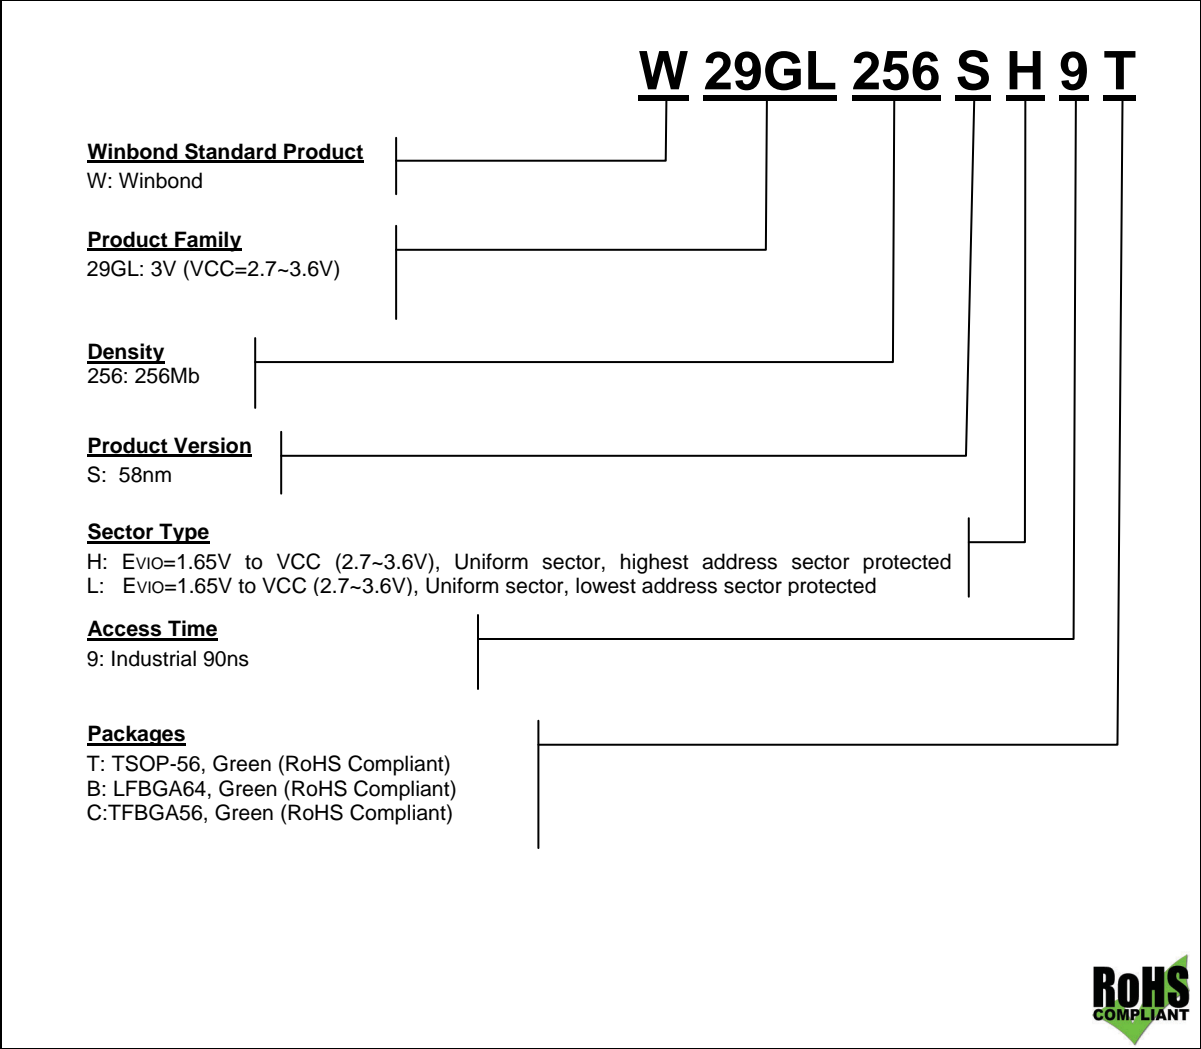 W 29GL 256 S H 9 T
Winbond Standard Product
W: Winbond
Product Family
29GL: 3V (VCC=2.7~3.6V)
Density
256: 256Mb
Product Version
S: 58nm
Sector Type
H: EVIO=1.65V to VCC (2.7~3.6V), Uniform sector, highest address sector protected
L: EVIO=1.65V to VCC (2.7~3.6V), Uniform sector, lowest address sector protected
Access Time
9: Industrial 90ns
Packages
T: TSOP-56, Green (RoHS Compliant)
B: LFBGA64, Green (RoHS Compliant)
C:TFBGA56, Green (RoHS Compliant)
RoHS
COMPLIANT